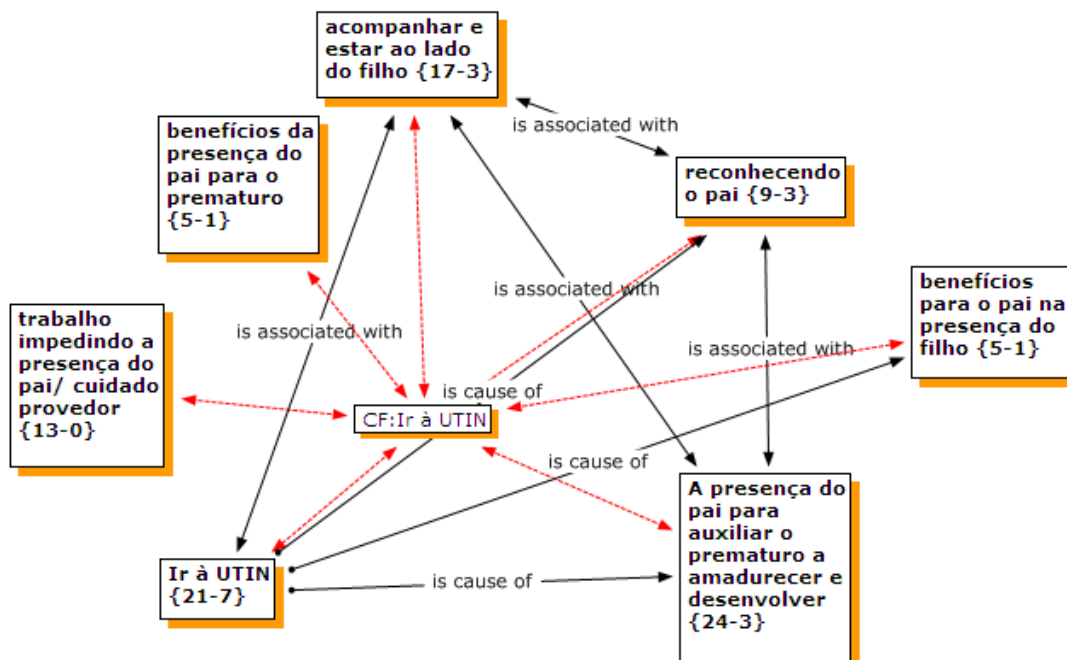 acompanhar e
estar ao lado
do filho {17-3}
is associated with
benefícios da
presença do
pai para o
prematuro
{5-1}
reconhecendo
o pai {9-3}
benefícios
para o pai na
presença do
filho {5-1}
is associated with
trabalho
impedindo a
presença do
pai/ cuidado
provedor
{13-0}
is associated with
is associated with
is cause of
CF:Ir à UTIN
is cause of
A presença do
pai para
auxiliar o
prematuro a
amadurecer e
desenvolver
{24-3}
Ir à UTIN
{21-7}
is cause of